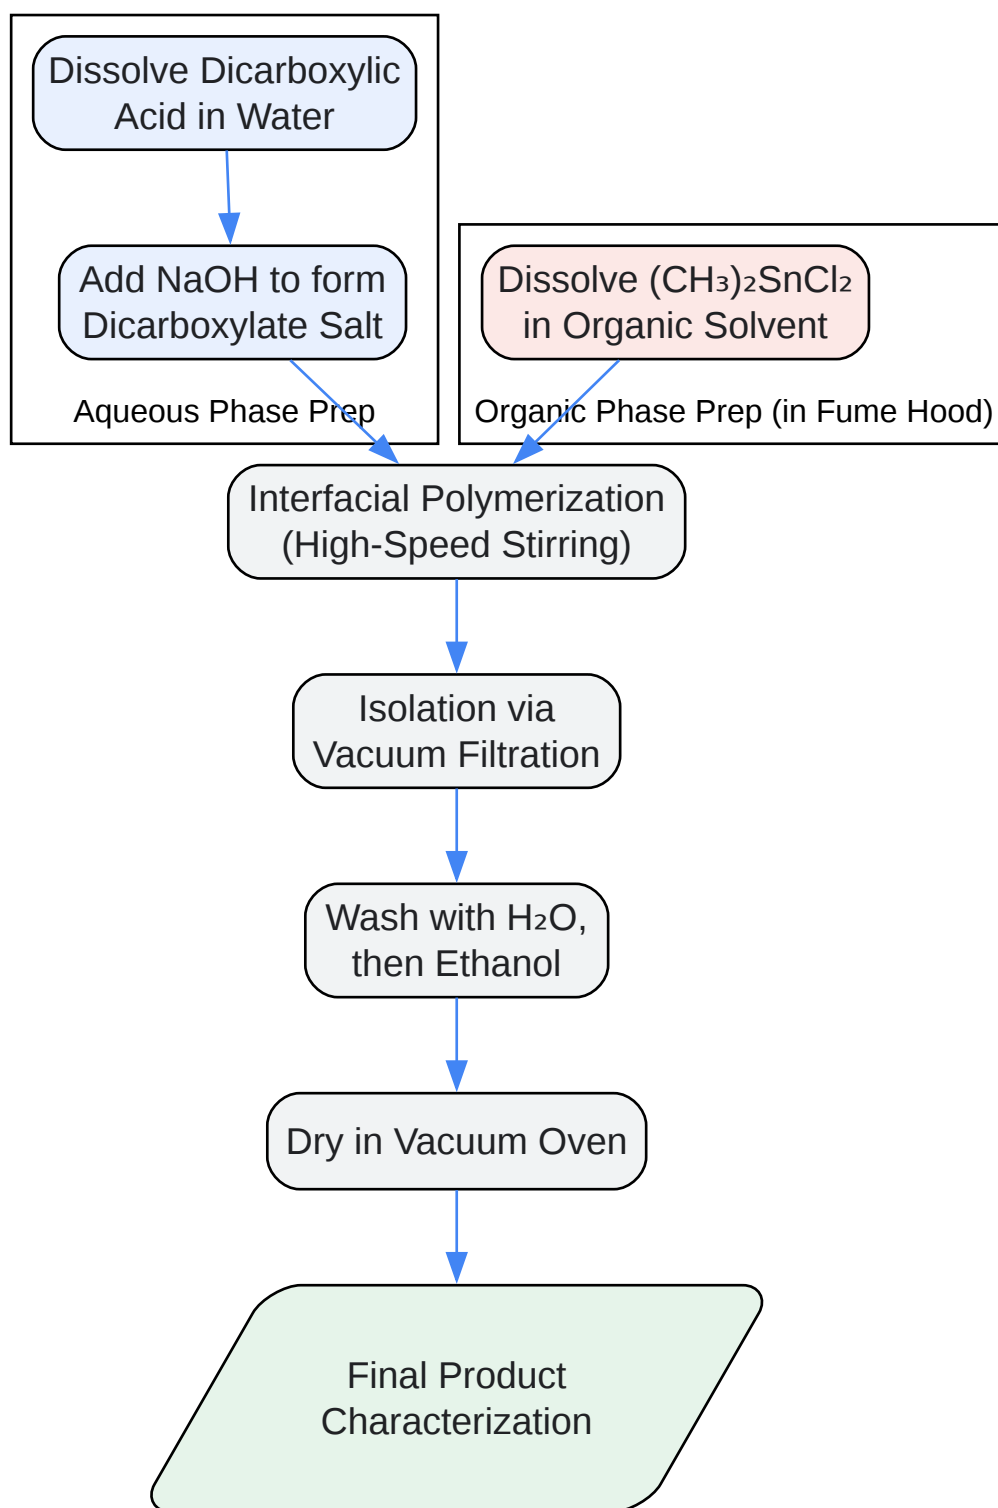 Dissolve Dicarboxylic
Acid in Water
Add NaOH to form
Dicarboxylate Salt
Aqueous Phase Prep
Dissolve (CH₃)₂SnCl₂
in Organic Solvent
Organic Phase Prep (in Fume Hood)
Interfacial Polymerization
(High-Speed Stirring)
Isolation via
Vacuum Filtration
Wash with H₂O,
then Ethanol
Dry in Vacuum Oven
Final Product
Characterization